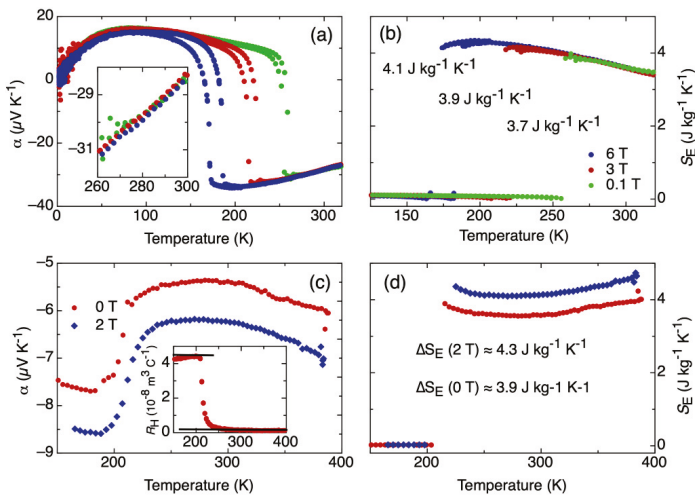 20
10
0
−10
−20
−30
−40
α (μV K⁻¹)
(a)
−29
−31
260
280
300
0
100
200
300
Temperature (K)
(b)
4.1 J kg⁻¹ K⁻¹
3.9 J kg⁻¹ K⁻¹
3.7 J kg⁻¹ K⁻¹
6 T
3 T
0.1 T
4
2
0
S_E (J kg⁻¹ K⁻¹)
150
200
250
300
Temperature (K)
−5
−6
−7
−8
−9
α (μV K⁻¹)
(c)
0 T
2 T
R_H (10⁻⁸ m³ C⁻¹)
4
2
0
200
300
400
200
300
400
Temperature (K)
(d)
ΔS_E (2 T) ≈ 4.3 J kg⁻¹ K⁻¹
ΔS_E (0 T) ≈ 3.9 J kg-1 K-1
4
2
0
S_E (J kg⁻¹ K⁻¹)
200
300
400
Temperature (K)